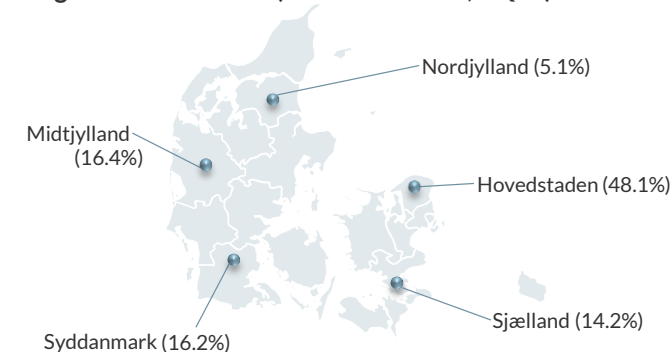 Nordjylland (5.1%)
Midtjylland
(16.4%)
Hovedstaden (48.1%)
Sjælland (14.2%)
Syddanmark (16.2%)